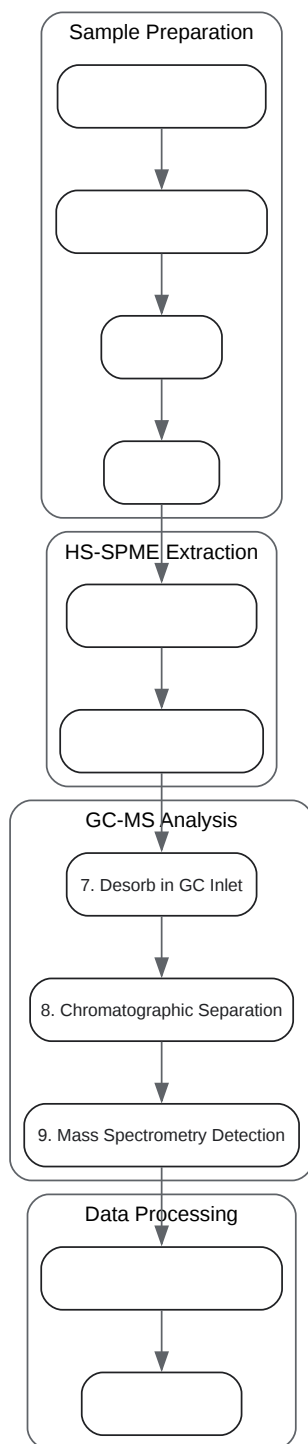 Sample Preparation
HS-SPME Extraction
GC-MS Analysis
7. Desorb in GC Inlet
8. Chromatographic Separation
9. Mass Spectrometry Detection
Data Processing